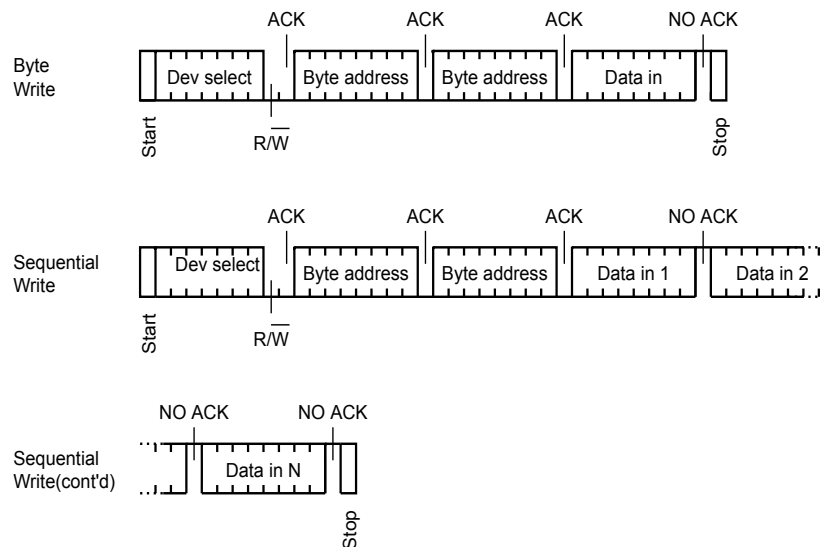 ACK ACK ACK NO ACK
Byte
Write
Dev select Byte address Byte address Data in
Start R/W Stop
ACK ACK ACK NO ACK
Sequential
Write
Dev select Byte address Byte address Data in 1 Data in 2
Start R/W
NO ACK NO ACK
Sequential
Write(cont'd)
Data in N
Stop